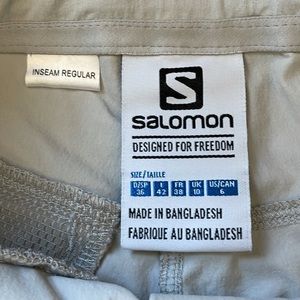 INSEAM REGULAR
S
salomon
DESIGNED FOR FREEDOM
SIZE/TAILLE
D/SP I FR UK US/CAN
36 42 38 10 6
MADE IN BANGLADESH
FABRIQUE AU BANGLADESH